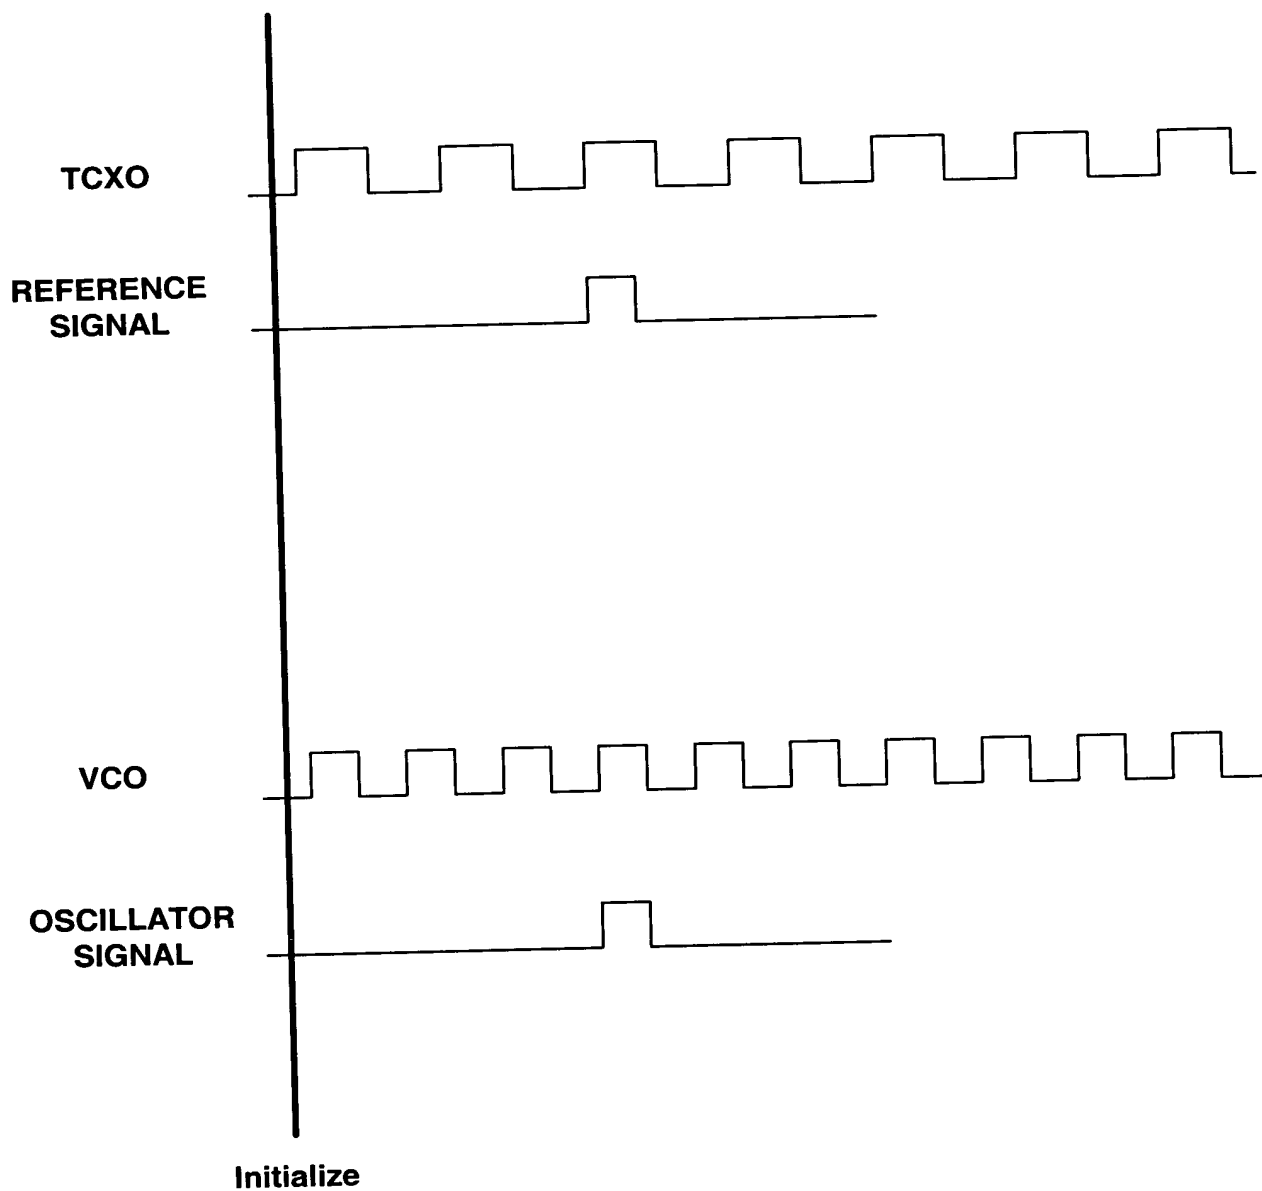 TCXO
REFERENCE
SIGNAL
VCO
OSCILLATOR
SIGNAL
Initialize